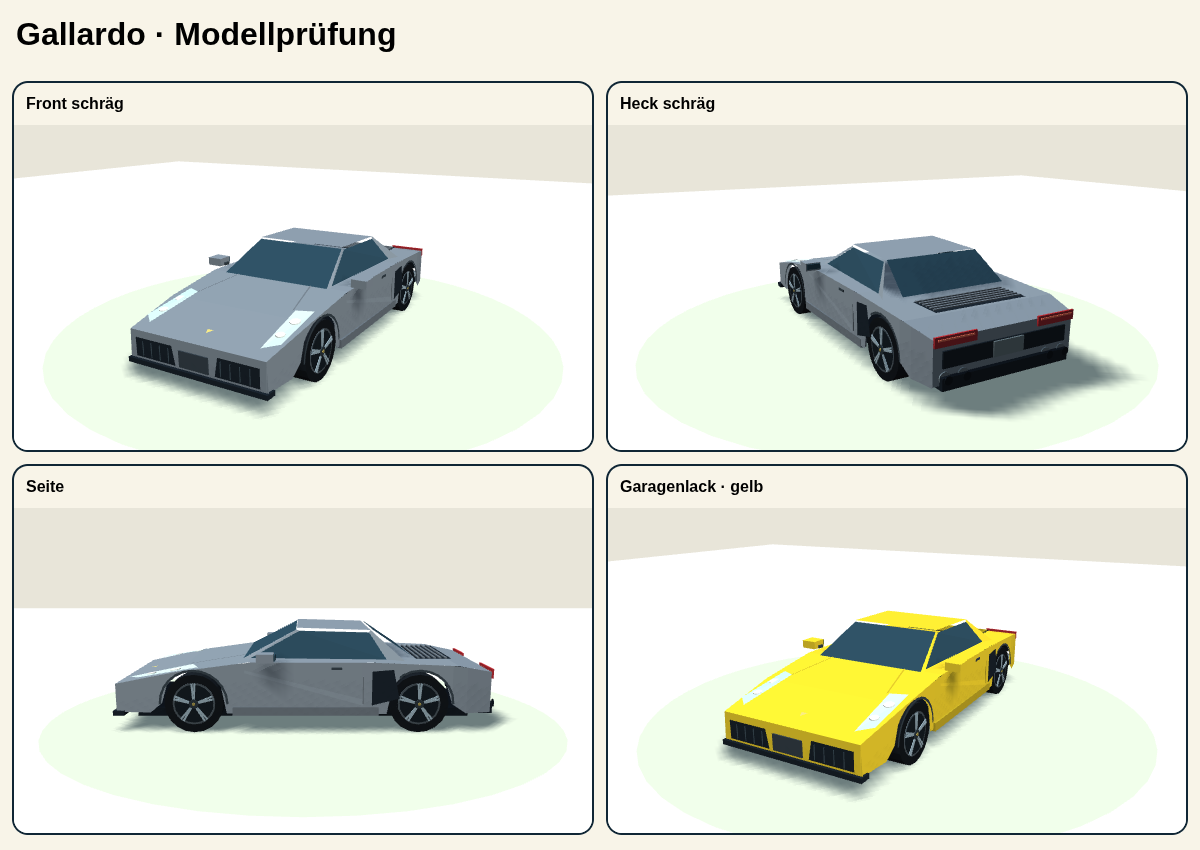 Gallardo · Modellprüfung
Front schräg
Heck schräg
Seite
Garagenlack · gelb